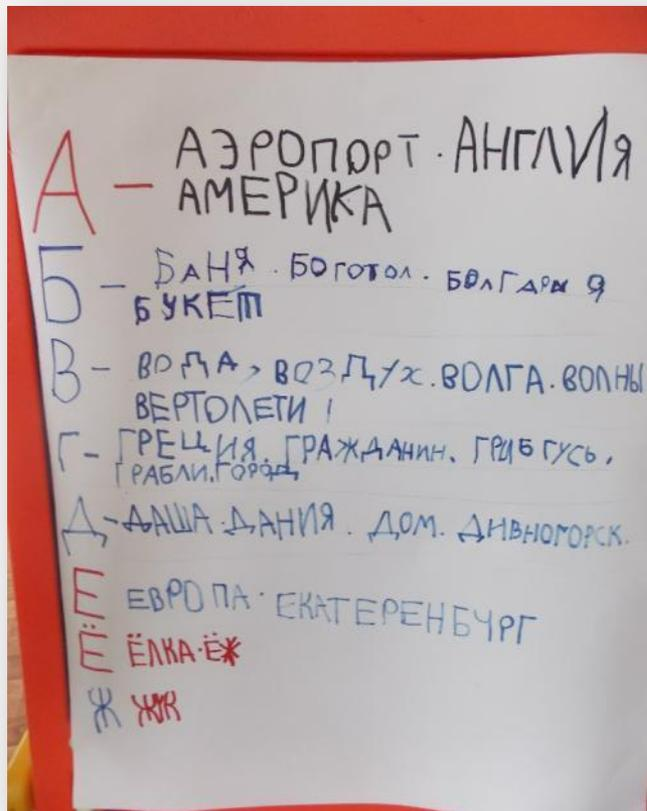 А – АЭРОПОРТ. АНГЛИЯ
АМЕРИКА
Б – БАНЯ. БОГОТОЛ. БОЛГАРИЯ
БУКЕТ
В – ВОДА, ВОЗДУХ. ВОЛГА. ВОЛНЫ
ВЕРТОЛЕТИ!
Г – ГРЕЦИЯ. ГРАЖДАНИН. ГРИБ ГУСЬ.
ГРАБЛИ. ГОРОД
Д – ДАША. ДАНИЯ. ДОМ. ДИВНОГОРСК.
Е ЕВРОПА. ЕКАТЕРЕНБУРГ
Ё ЁЛКА. ЁЖ
Ж ЖУК